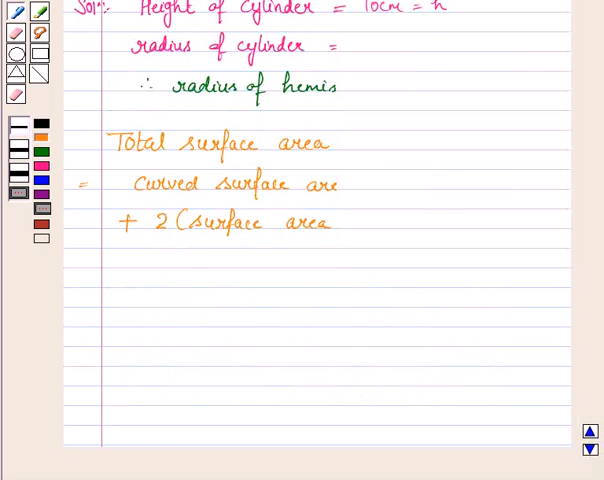 Sol:- Height of cylinder = 10cm = h
radius of cylinder =
∴ radius of hemis
Total surface area
= curved surface are
+ 2 (surface area